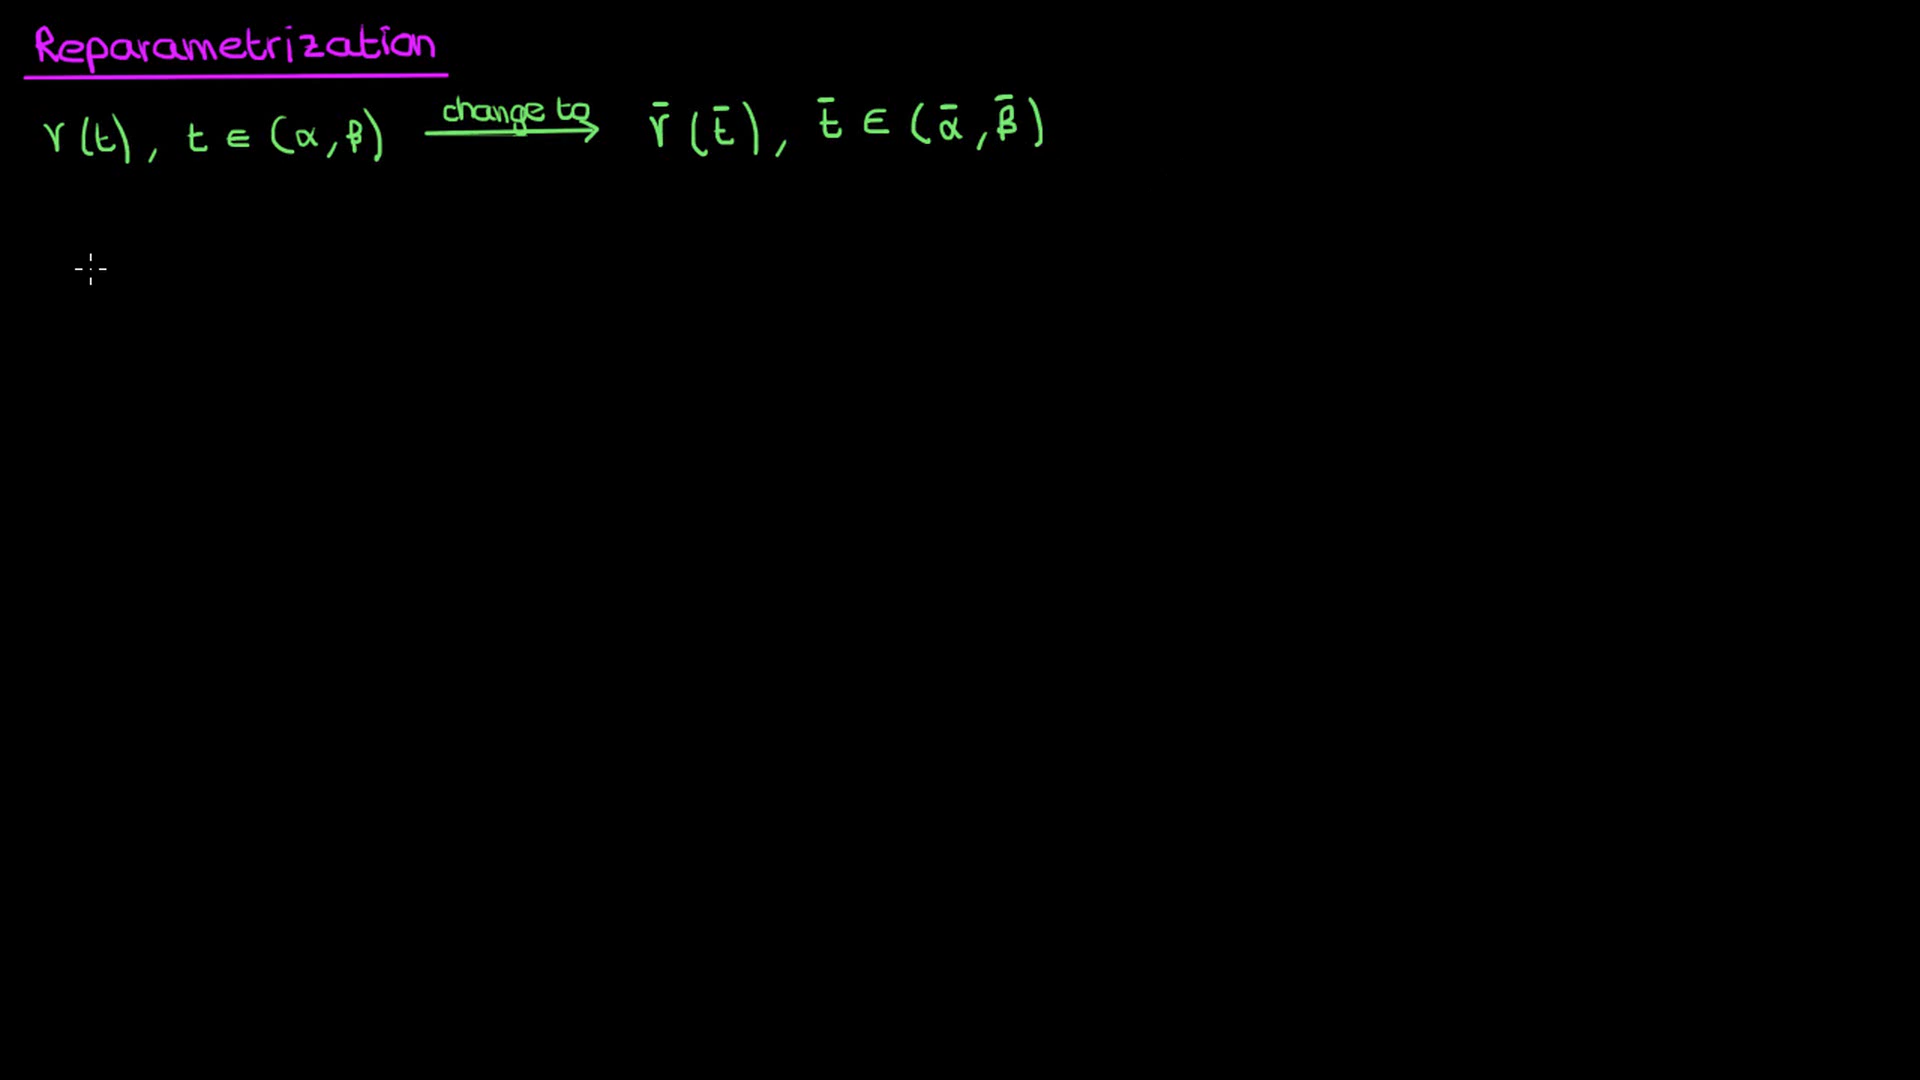 Reparametrization
γ(t), t ∈ (α, β) change to → γ̄(t̄), t̄ ∈ (ᾱ, β̄)